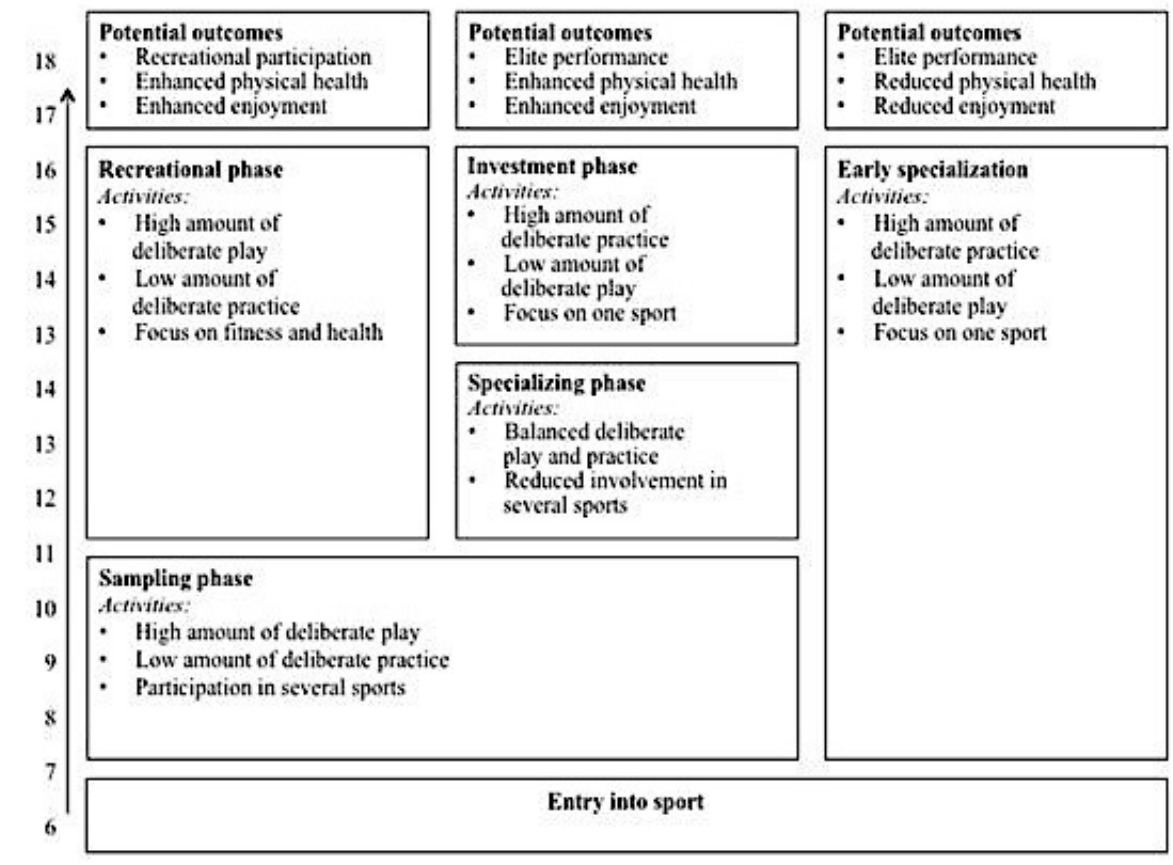 18
17
16
15
14
13
14
13
12
11
10
9
8
7
6
Potential outcomes
• Recreational participation
• Enhanced physical health
• Enhanced enjoyment
Potential outcomes
• Elite performance
• Enhanced physical health
• Enhanced enjoyment
Potential outcomes
• Elite performance
• Reduced physical health
• Reduced enjoyment
Recreational phase
Activities:
• High amount of
deliberate play
• Low amount of
deliberate practice
• Focus on fitness and health
Investment phase
Activities:
• High amount of
deliberate practice
• Low amount of
deliberate play
• Focus on one sport
Early specialization
Activities:
• High amount of
deliberate practice
• Low amount of
deliberate play
• Focus on one sport
Specializing phase
Activities:
• Balanced deliberate
play and practice
• Reduced involvement in
several sports
Sampling phase
Activities:
• High amount of deliberate play
• Low amount of deliberate practice
• Participation in several sports
Entry into sport